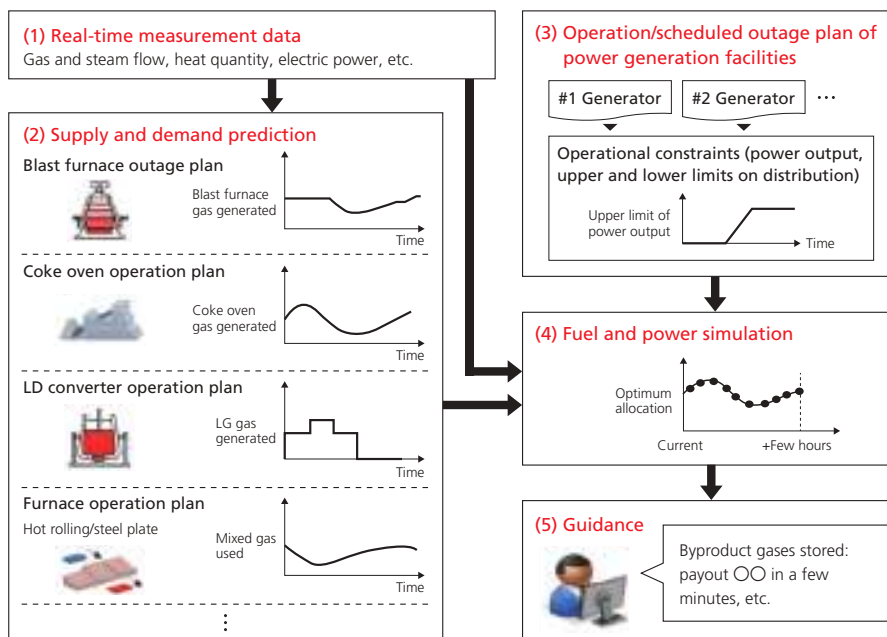 (1) Real-time measurement data
Gas and steam flow, heat quantity, electric power, etc.
(2) Supply and demand prediction
Blast furnace outage plan
Blast furnace
gas generated
Time
Coke oven operation plan
Coke oven
gas generated
Time
LD converter operation plan
LG gas
generated
Time
Furnace operation plan
Hot rolling/steel plate
Mixed gas
used
Time
⋮
(3) Operation/scheduled outage plan of
power generation facilities
#1 Generator
#2 Generator
⋯
Operational constraints (power output,
upper and lower limits on distribution)
Upper limit of
power output
Time
(4) Fuel and power simulation
Optimum
allocation
Current
+Few hours
(5) Guidance
Byproduct gases stored:
payout ○○ in a few
minutes, etc.